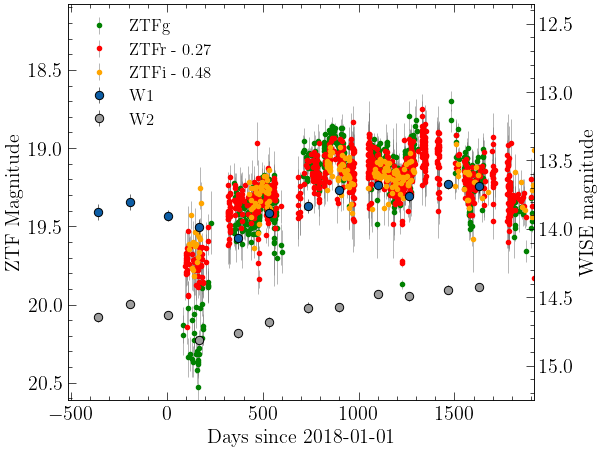 ZTFg
ZTFr - 0.27
ZTFi - 0.48
W1
W2
18.5
19.0
19.5
20.0
20.5
ZTF Magnitude
12.5
13.0
13.5
14.0
14.5
15.0
WISE magnitude
−500
0
500
1000
1500
Days since 2018-01-01